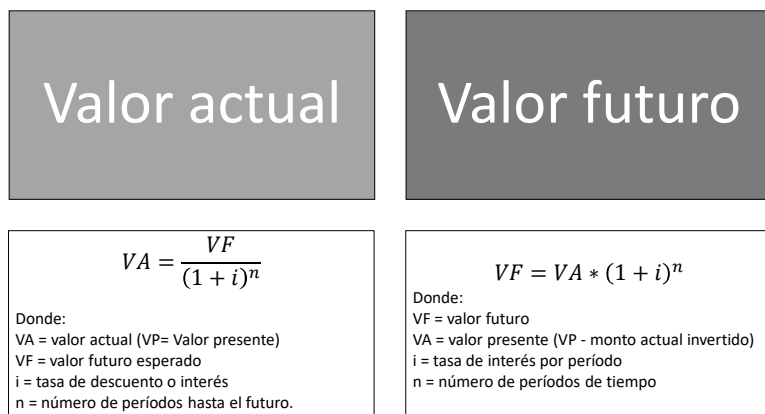 Valor actual
Valor futuro
VA = VF / (1 + i)^n
Donde:
VA = valor actual (VP= Valor presente)
VF = valor futuro esperado
i = tasa de descuento o interés
n = número de períodos hasta el futuro.
VF = VA * (1 + i)^n
Donde:
VF = valor futuro
VA = valor presente (VP - monto actual invertido)
i = tasa de interés por período
n = número de períodos de tiempo